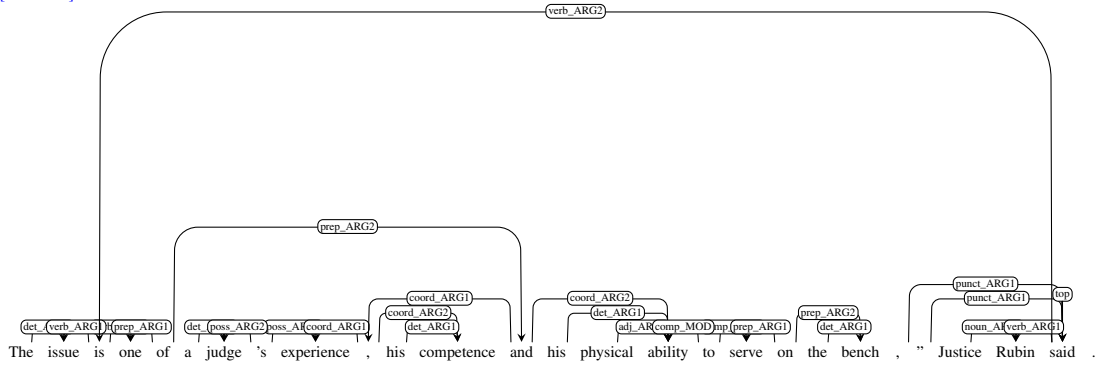 verb_ARG2
prep_ARG2
punct_ARG1
coord_ARG1 coord_ARG2 punct_ARG1 top
coord_ARG2 det_ARG1 prep_ARG2
verb_ARG1 prep_ARG1 poss_ARG2 coord_ARG1 det_ARG1 comp_MOD prep_ARG1 det_ARG1 verb_ARG1
The issue is one of a judge 's experience , his competence and his physical ability to serve on the bench , ” Justice Rubin said .